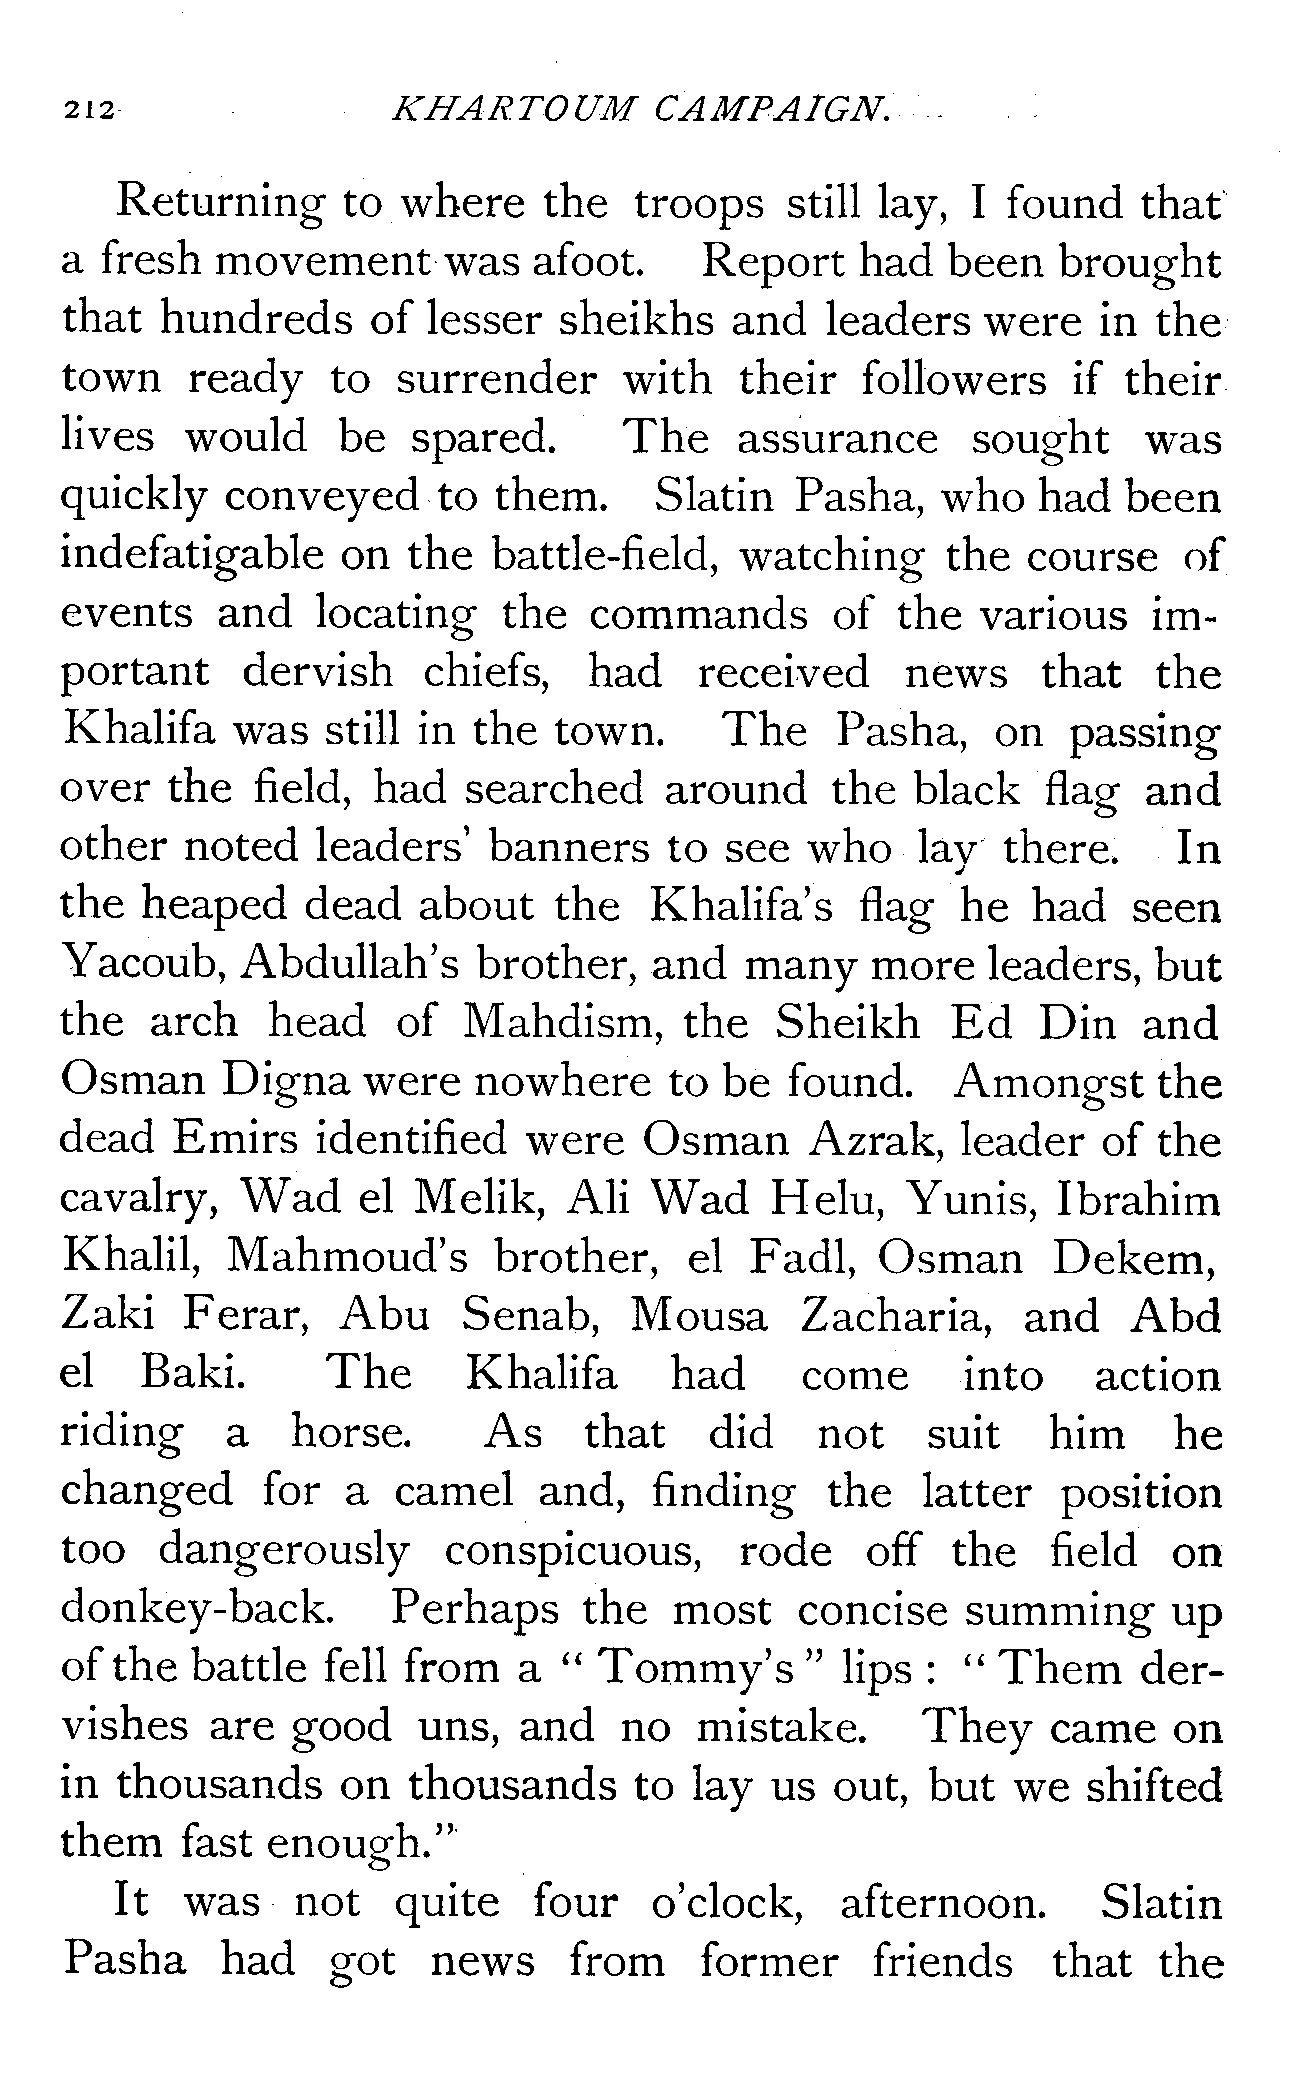 212 KHARTOUM CAMPAIGN.
Returning to where the troops still lay, I found that
a fresh movement was afoot. Report had been brought
that hundreds of lesser sheikhs and leaders were in the
town ready to surrender with their followers if their
lives would be spared. The assurance sought was
quickly conveyed to them. Slatin Pasha, who had been
indefatigable on the battle-field, watching the course of
events and locating the commands of the various im-
portant dervish chiefs, had received news that the
Khalifa was still in the town. The Pasha, on passing
over the field, had searched around the black flag and
other noted leaders' banners to see who lay there. In
the heaped dead about the Khalifa's flag he had seen
Yacoub, Abdullah's brother, and many more leaders, but
the arch head of Mahdism, the Sheikh Ed Din and
Osman Digna were nowhere to be found. Amongst the
dead Emirs identified were Osman Azrak, leader of the
cavalry, Wad el Melik, Ali Wad Helu, Yunis, Ibrahim
Khalil, Mahmoud's brother, el Fadl, Osman Dekem,
Zaki Ferar, Abu Senab, Mousa Zacharia, and Abd
el Baki. The Khalifa had come into action
riding a horse. As that did not suit him he
changed for a camel and, finding the latter position
too dangerously conspicuous, rode off the field on
donkey-back. Perhaps the most concise summing up
of the battle fell from a “ Tommy's ” lips : “ Them der-
vishes are good uns, and no mistake. They came on
in thousands on thousands to lay us out, but we shifted
them fast enough.”
It was not quite four o'clock, afternoon. Slatin
Pasha had got news from former friends that the